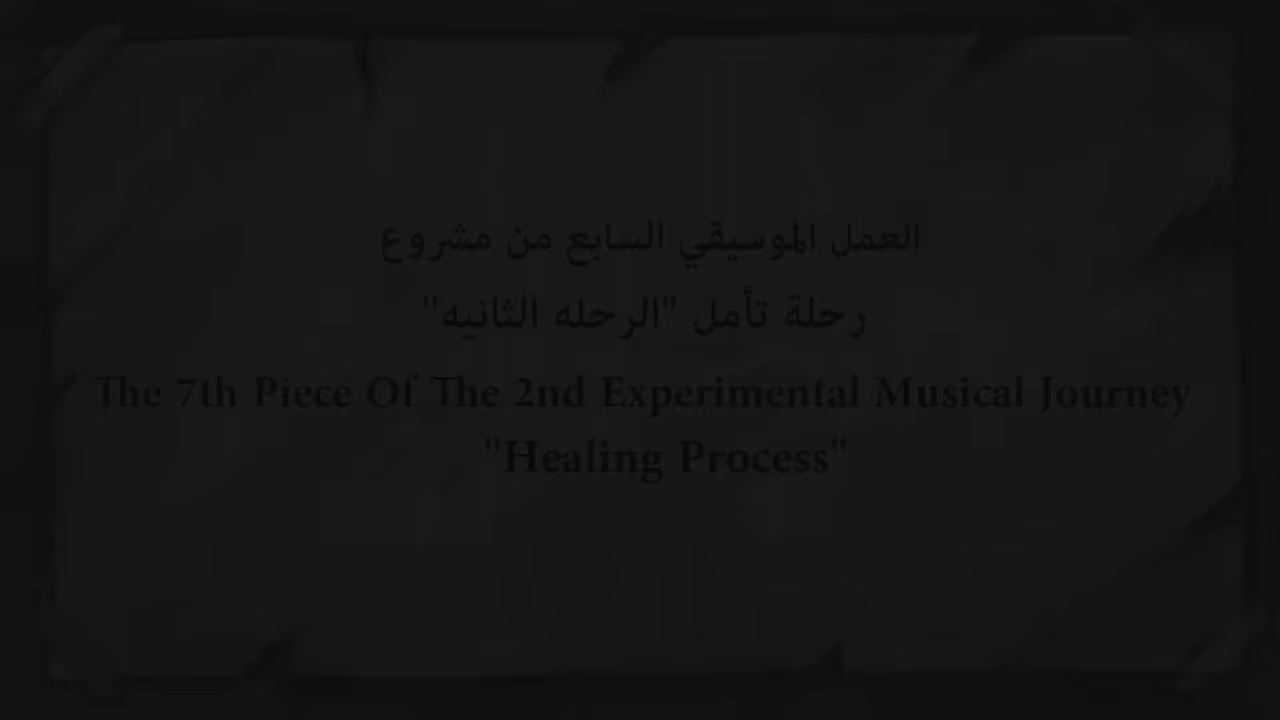 العمل الموسيقي السابع من مشروع
رحلة تأمل "الرحله الثانيه"
The 7th Piece Of The 2nd Experimental Musical Journey
"Healing Process"